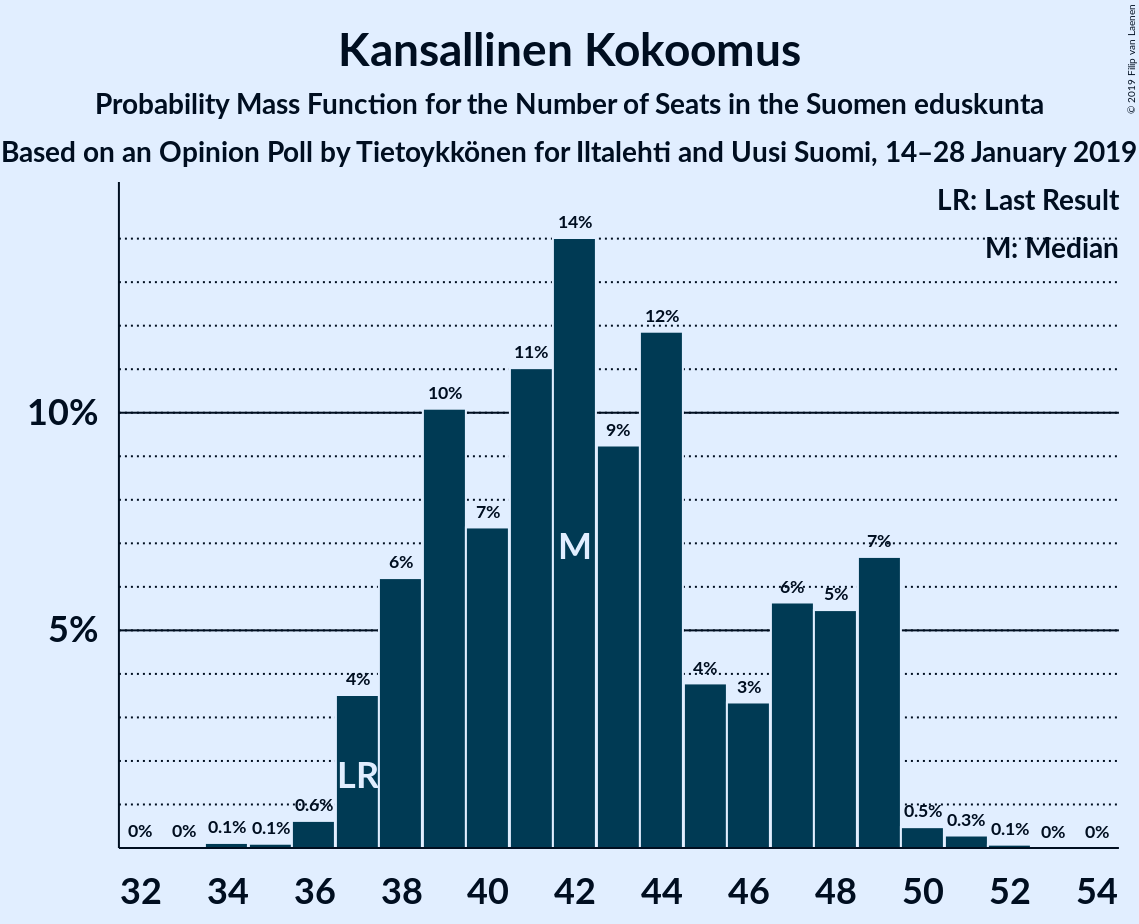 Kansallinen Kokoomus
Probability Mass Function for the Number of Seats in the Suomen eduskunta
Based on an Opinion Poll by Tietoykkönen for Iltalehti and Uusi Suomi, 14–28 January 2019
© 2019 Filip van Laenen
LR: Last Result
M: Median
10%
5%
0%
0%
0.1%
0.1%
0.6%
4%
6%
10%
7%
11%
14%
9%
12%
4%
3%
6%
5%
7%
0.5%
0.3%
0.1%
0%
0%
LR
M
32 34 36 38 40 42 44 46 48 50 52 54